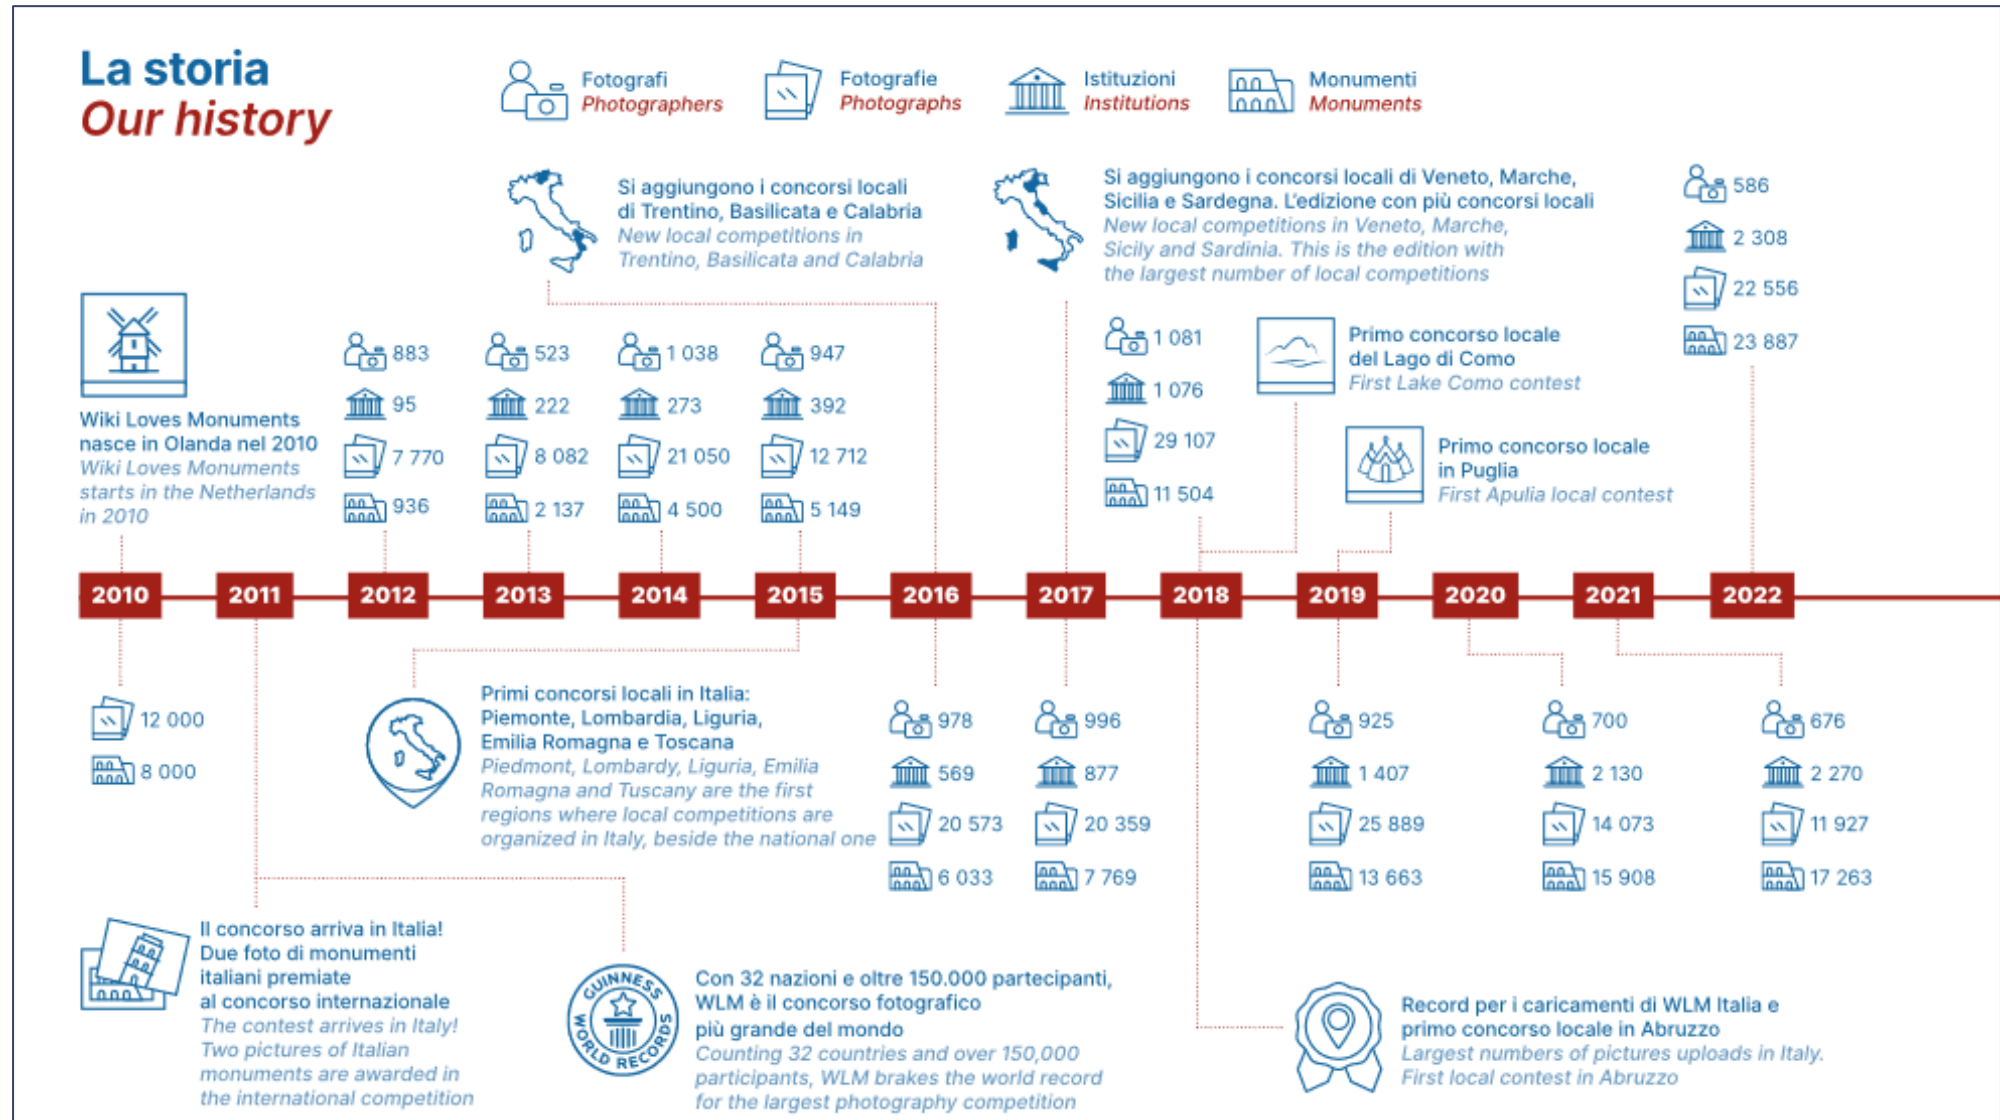 La storia
Our history
Fotografi
Photographers
Fotografie
Photographs
Istituzioni
Institutions
Monumenti
Monuments
Si aggiungono i concorsi locali
di Trentino, Basilicata e Calabria
New local competitions in
Trentino, Basilicata and Calabria
Si aggiungono i concorsi locali di Veneto, Marche,
Sicilia e Sardegna. L'edizione con più concorsi locali
New local competitions in Veneto, Marche,
Sicily and Sardinia. This is the edition with
the largest number of local competitions
586
2 308
22 556
23 887
Wiki Loves Monuments
nasce in Olanda nel 2010
Wiki Loves Monuments
starts in the Netherlands
in 2010
883
95
7 770
936
523
222
8 082
2 137
1 038
273
21 050
4 500
947
392
12 712
5 149
1 081
1 076
29 107
11 504
Primo concorso locale
del Lago di Como
First Lake Como contest
Primo concorso locale
in Puglia
First Apulia local contest
2010
2011
2012
2013
2014
2015
2016
2017
2018
2019
2020
2021
2022
12 000
8 000
Primi concorsi locali in Italia:
Piemonte, Lombardia, Liguria,
Emilia Romagna e Toscana
Piedmont, Lombardy, Liguria, Emilia
Romagna and Tuscany are the first
regions where local competitions are
organized in Italy, beside the national one
978
569
20 573
6 033
996
877
20 359
7 769
925
1 407
25 889
13 663
700
2 130
14 073
15 908
676
2 270
11 927
17 263
Il concorso arriva in Italia!
Due foto di monumenti
italiani premiate
al concorso internazionale
The contest arrives in Italy!
Two pictures of Italian
monuments are awarded in
the international competition
GUINNESS
WORLD RECORDS
Con 32 nazioni e oltre 150.000 partecipanti,
WLM è il concorso fotografico
più grande del mondo
Counting 32 countries and over 150,000
participants, WLM brakes the world record
for the largest photography competition
Record per i caricamenti di WLM Italia e
primo concorso locale in Abruzzo
Largest numbers of pictures uploads in Italy.
First local contest in Abruzzo